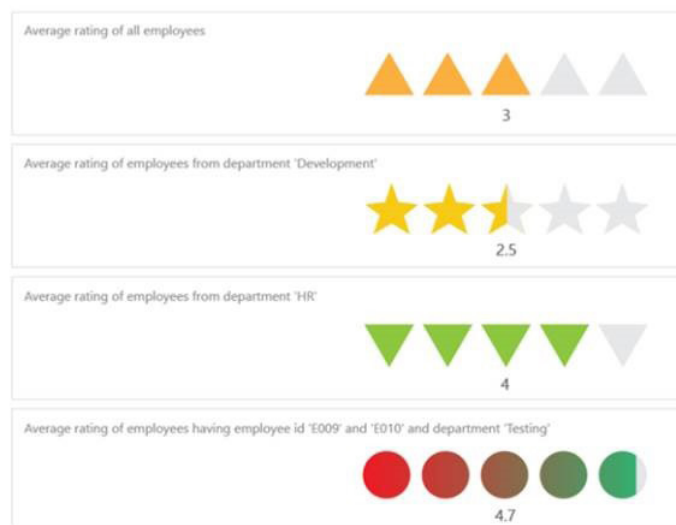 Average rating of all employees
3
Average rating of employees from department 'Development'
2.5
Average rating of employees from department 'HR'
4
Average rating of employees having employee id 'E009' and 'E010' and department 'Testing'
4.7